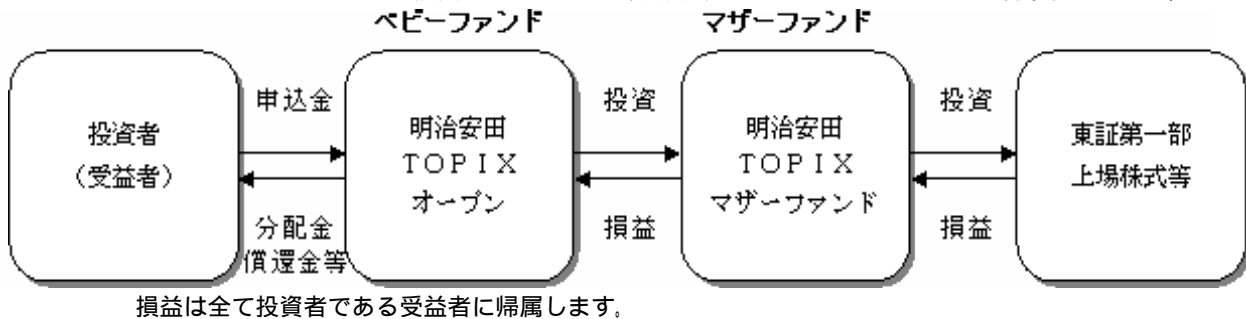 ベビーファンド
マザーファンド
投資者
（受益者）
申込金
分配金
償還金等
明治安田
ＴＯＰＩＸ
オープン
投資
損益
明治安田
ＴＯＰＩＸ
マザーファンド
投資
損益
東証第一部
上場株式等
損益は全て投資者である受益者に帰属します。